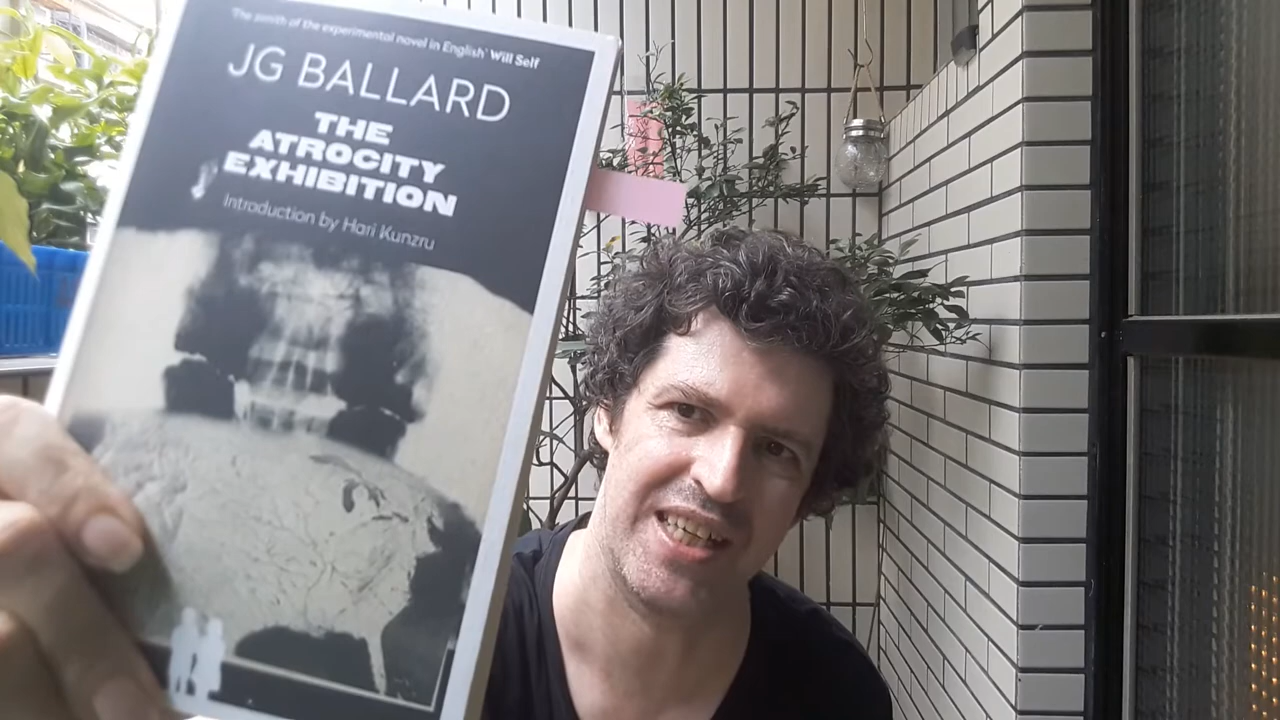 'The zenith of the experimental novel in English' Will Self
JG BALLARD
THE
ATROCITY
EXHIBITION
Introduction by Hari Kunzru